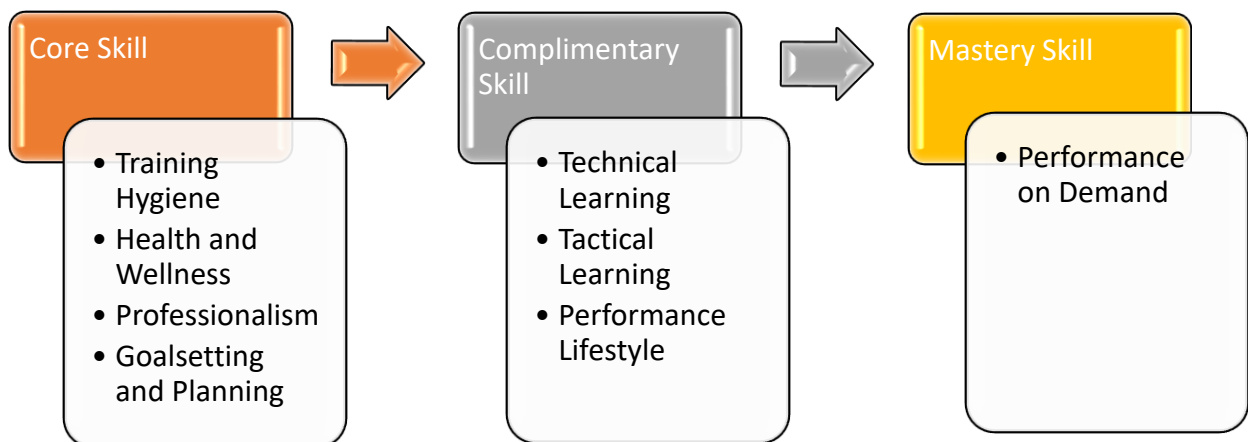 Core Skill
• Training
Hygiene
• Health and
Wellness
• Professionalism
• Goalsetting
and Planning
Complimentary
Skill
• Technical
Learning
• Tactical
Learning
• Performance
Lifestyle
Mastery Skill
• Performance
on Demand